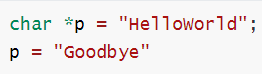 char *p = "HelloWorld";
p = "Goodbye"